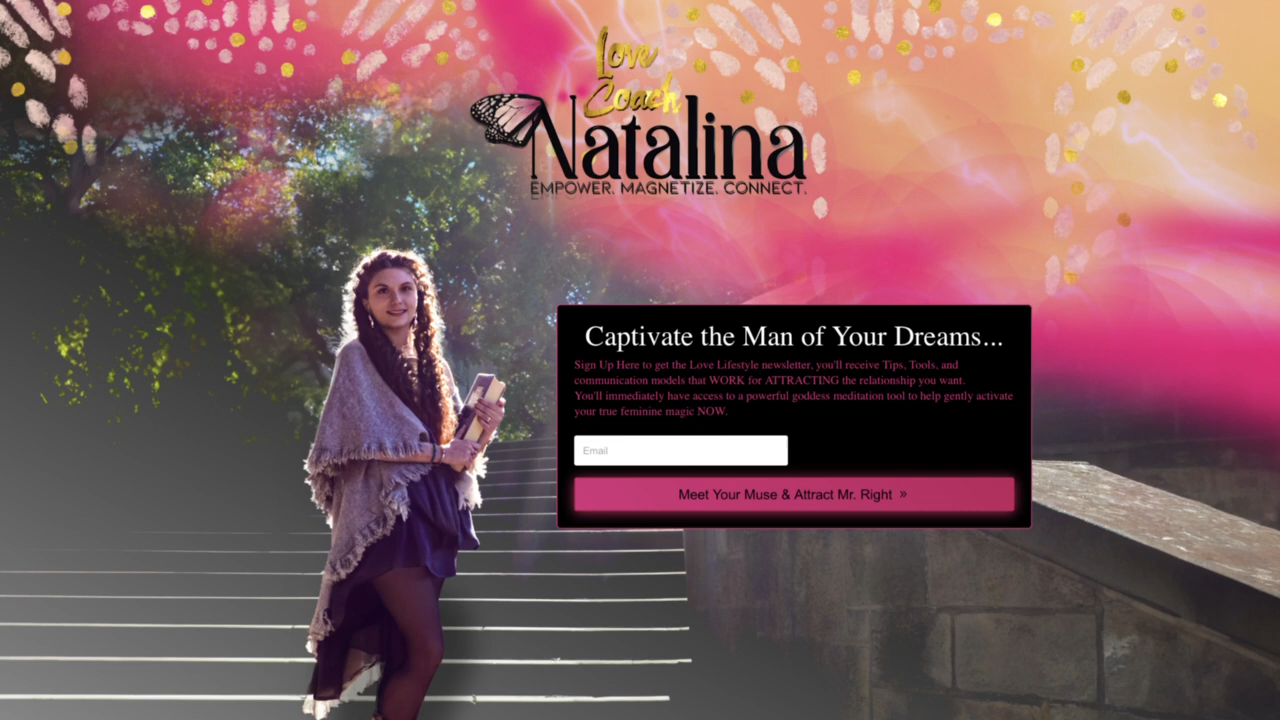 Love
Coach
Natalina
EMPOWER. MAGNETIZE. CONNECT.
Captivate the Man of Your Dreams...
Sign Up Here to get the Love Lifestyle newsletter, you'll receive Tips, Tools, and
communication models that WORK for ATTRACTING the relationship you want.
You'll immediately have access to a powerful goddess meditation tool to help gently activate
your true feminine magic NOW.
Email
Meet Your Muse & Attract Mr. Right »